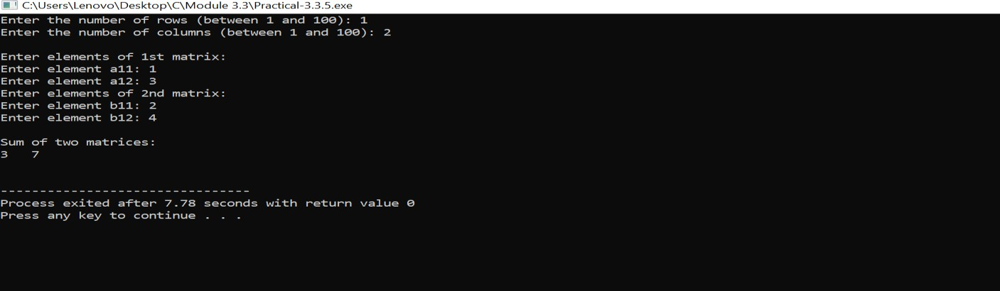 C:\Users\Lenovo\Desktop\C\Module 3.3\Practical-3.3.5.exe
Enter the number of rows (between 1 and 100): 1
Enter the number of columns (between 1 and 100): 2
Enter elements of 1st matrix:
Enter element a11: 1
Enter element a12: 3
Enter elements of 2nd matrix:
Enter element b11: 2
Enter element b12: 4
Sum of two matrices:
3   7
--------------------------------
Process exited after 7.78 seconds with return value 0
Press any key to continue . . .